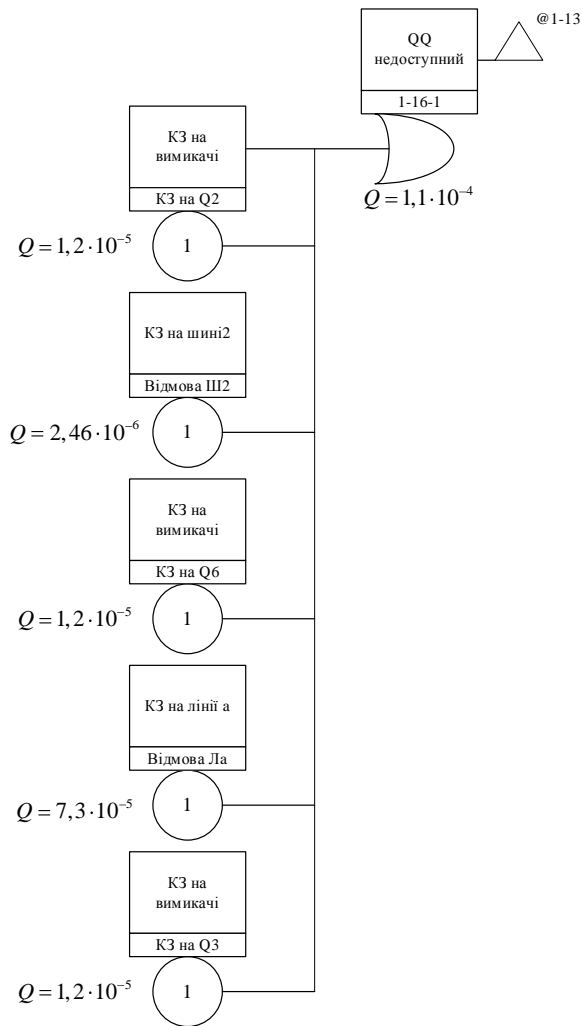 @1-13
QQ
недоступний
1-16-1
Q = 1,1·10⁻⁴
КЗ на
вимикачі
КЗ на Q2
Q = 1,2·10⁻⁵
1
КЗ на шині2
Відмова Ш2
Q = 2,46·10⁻⁶
1
КЗ на
вимикачі
КЗ на Q6
Q = 1,2·10⁻⁵
1
КЗ на лінії а
Відмова Ла
Q = 7,3·10⁻⁵
1
КЗ на
вимикачі
КЗ на Q3
Q = 1,2·10⁻⁵
1